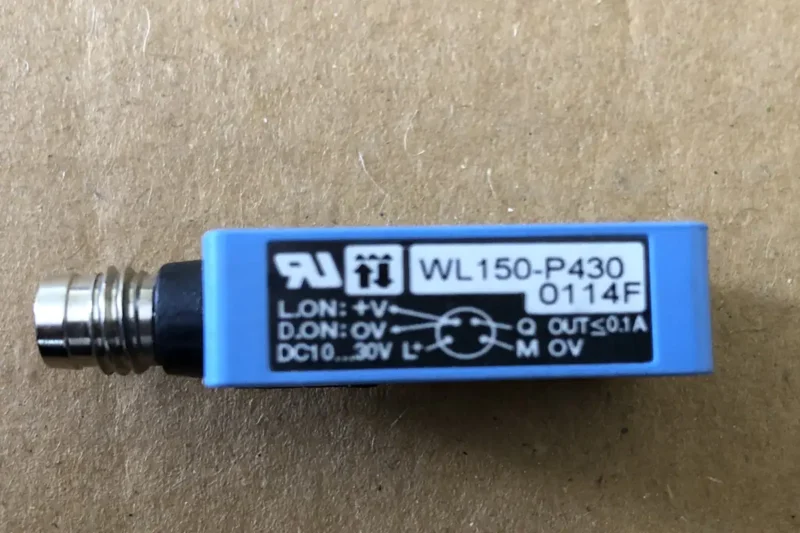 WL150-P430
0114F
L.ON: +V
D.ON: 0V Q OUT≤0.1A
DC10...30V L+ M 0V